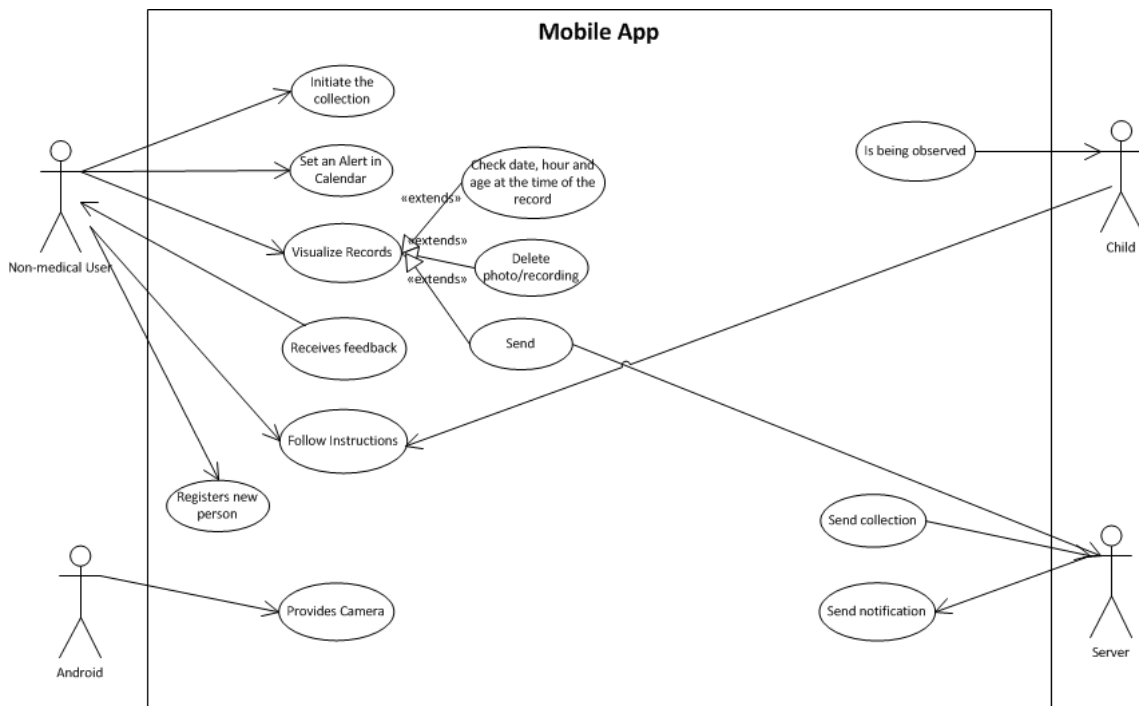 Mobile App
Initiate the
collection
Set an Alert in
Calendar
Check date, hour and
age at the time of the
record
Is being observed
«extends»
«extends»
«extends»
Visualize Records
Delete
photo/recording
Non-medical User
Child
Receives feedback
Send
Follow Instructions
Registers new
person
Send collection
Provides Camera
Send notification
Android
Server